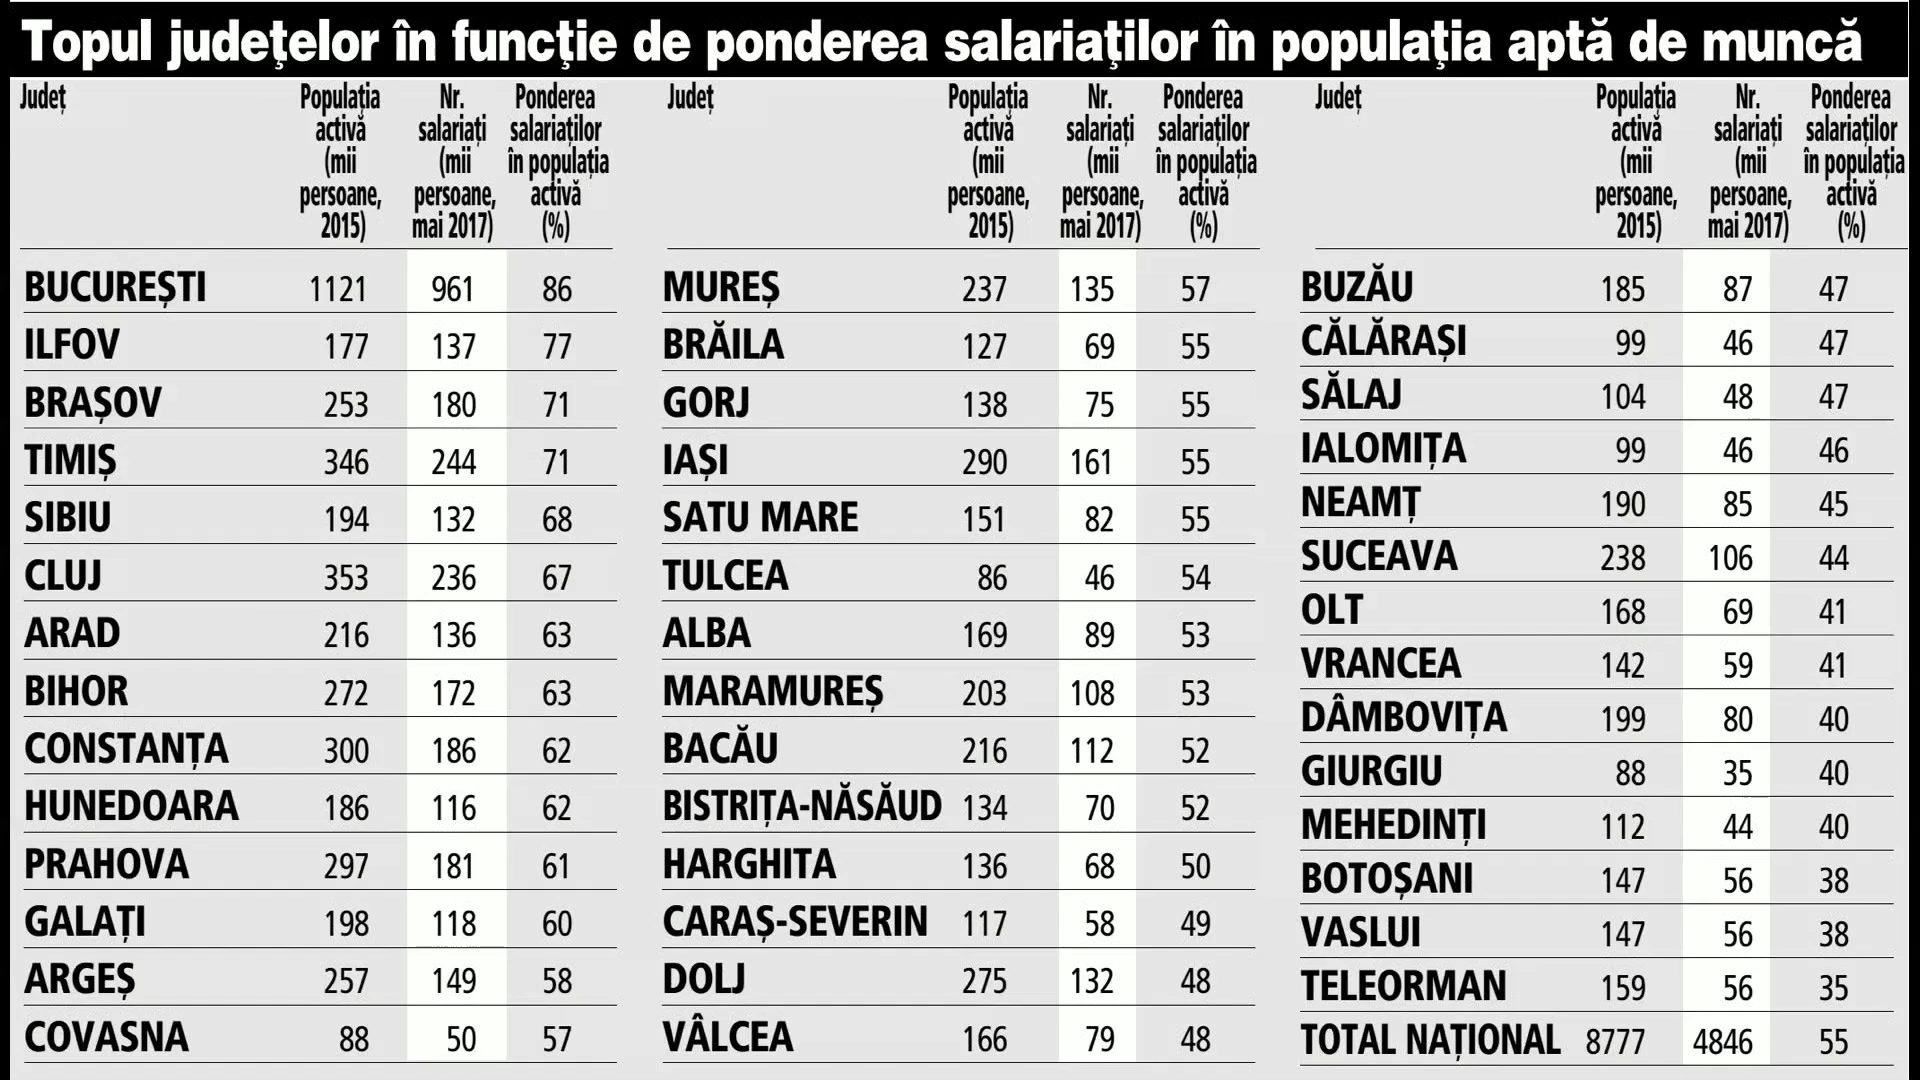 Topul judeţelor în funcţie de ponderea salariaţilor în populaţia aptă de muncă
Județ Populația activă (mii persoane, 2015) Nr. salariați (mii persoane, mai 2017) Ponderea salariaților în populația activă (%)
BUCUREȘTI 1121 961 86
ILFOV 177 137 77
BRAȘOV 253 180 71
TIMIȘ 346 244 71
SIBIU 194 132 68
CLUJ 353 236 67
ARAD 216 136 63
BIHOR 272 172 63
CONSTANȚA 300 186 62
HUNEDOARA 186 116 62
PRAHOVA 297 181 61
GALAȚI 198 118 60
ARGEȘ 257 149 58
COVASNA 88 50 57
Județ Populația activă (mii persoane, 2015) Nr. salariați (mii persoane, mai 2017) Ponderea salariaților în populația activă (%)
MUREȘ 237 135 57
BRĂILA 127 69 55
GORJ 138 75 55
IAȘI 290 161 55
SATU MARE 151 82 55
TULCEA 86 46 54
ALBA 169 89 53
MARAMUREȘ 203 108 53
BACĂU 216 112 52
BISTRIȚA-NĂSĂUD 134 70 52
HARGHITA 136 68 50
CARAȘ-SEVERIN 117 58 49
DOLJ 275 132 48
VÂLCEA 166 79 48
Județ Populația activă (mii persoane, 2015) Nr. salariați (mii persoane, mai 2017) Ponderea salariaților în populația activă (%)
BUZĂU 185 87 47
CĂLĂRAȘI 99 46 47
SĂLAJ 104 48 47
IALOMIȚA 99 46 46
NEAMȚ 190 85 45
SUCEAVA 238 106 44
OLT 168 69 41
VRANCEA 142 59 41
DÂMBOVIȚA 199 80 40
GIURGIU 88 35 40
MEHEDINȚI 112 44 40
BOTOȘANI 147 56 38
VASLUI 147 56 38
TELEORMAN 159 56 35
TOTAL NAȚIONAL 8777 4846 55